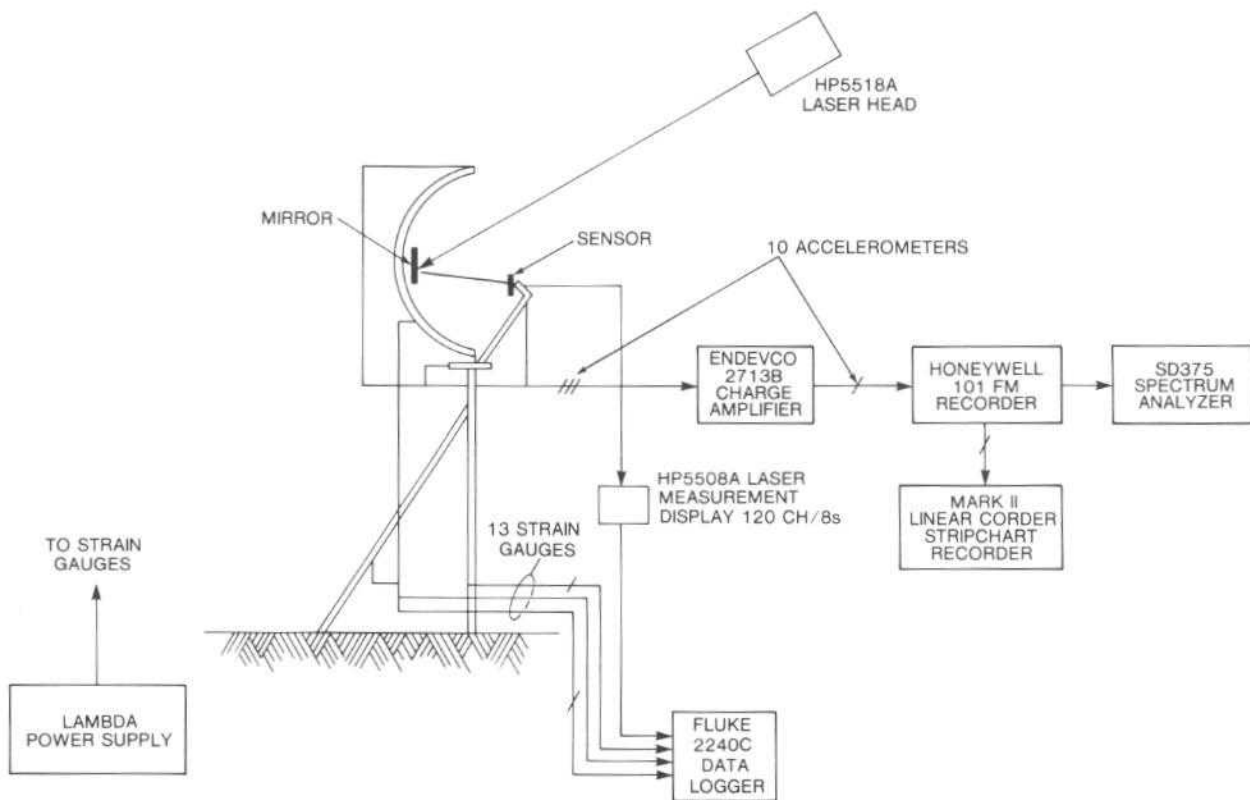 HP5518A
LASER HEAD
MIRROR
SENSOR
10 ACCELEROMETERS
ENDEVCO
2713B
CHARGE
AMPLIFIER
HONEYWELL
101 FM
RECORDER
SD375
SPECTRUM
ANALYZER
HP5508A LASER
MEASUREMENT
DISPLAY 120 CH/8s
MARK II
LINEAR CORDER
STRIPCHART
RECORDER
13 STRAIN
GAUGES
TO STRAIN
GAUGES
LAMBDA
POWER SUPPLY
FLUKE
2240C
DATA
LOGGER